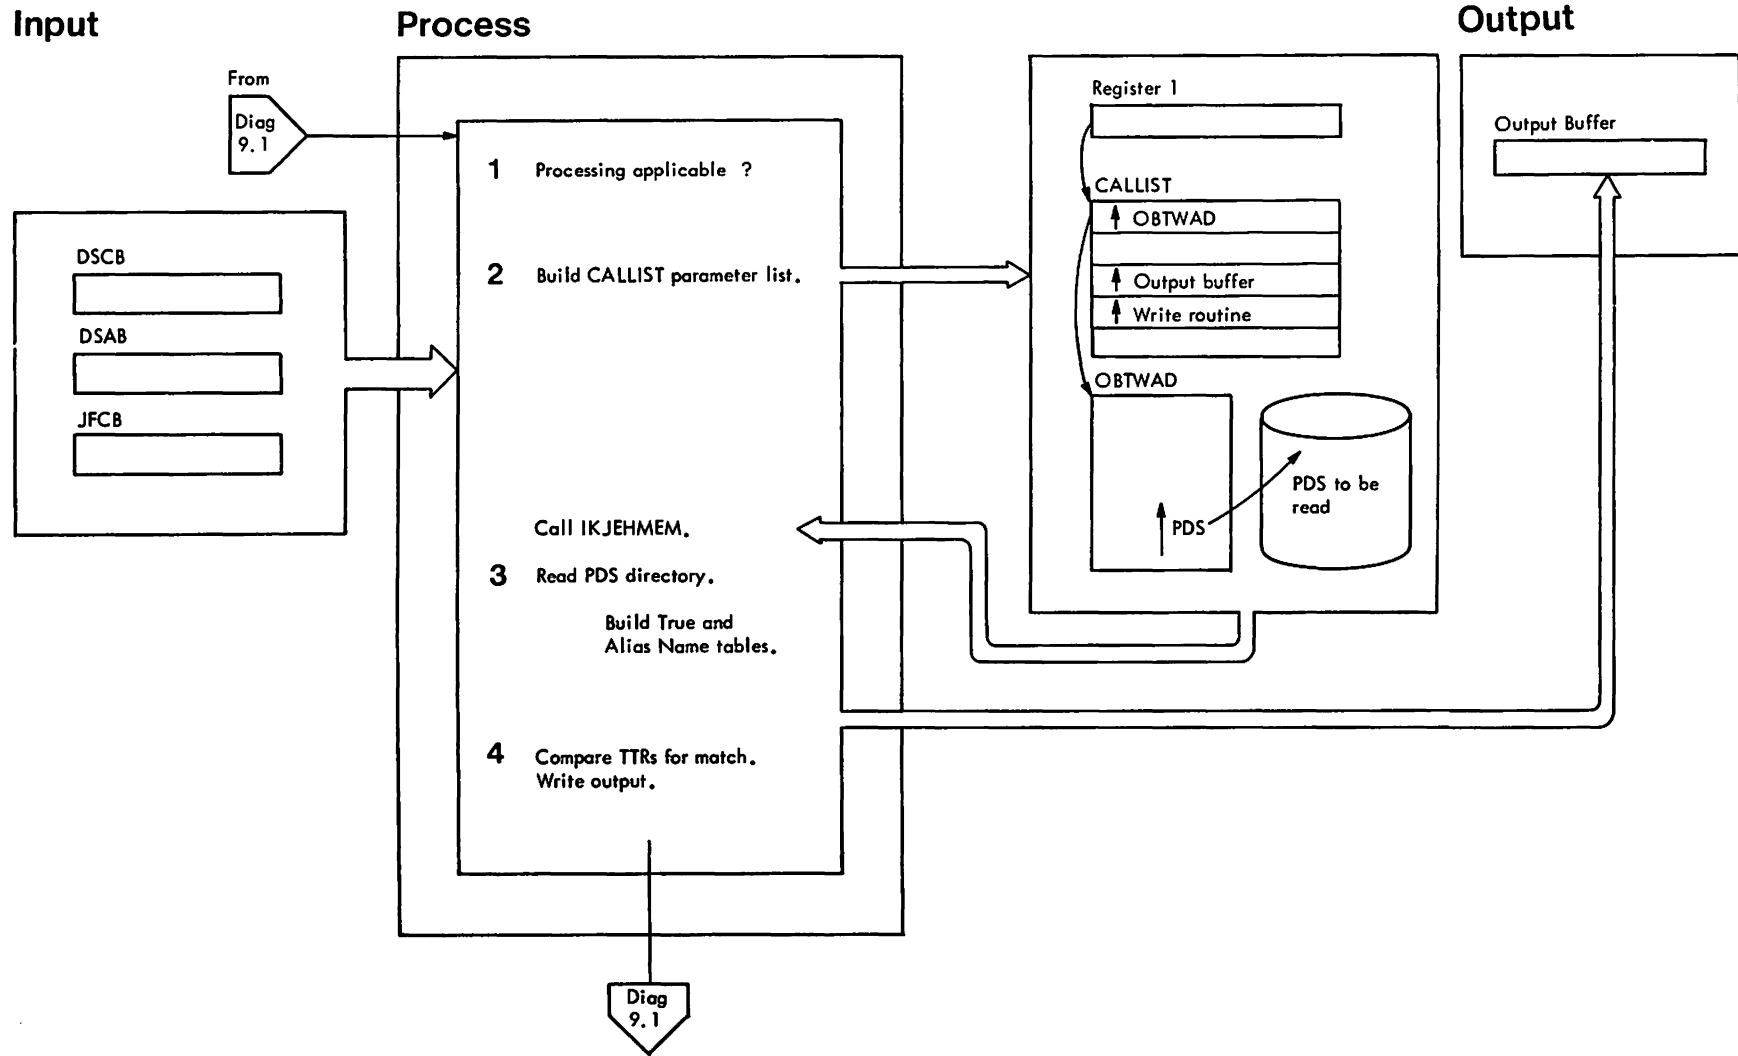 Input
Process
Output
From
Diag
9.1
DSCB
DSAB
JFCB
1 Processing applicable ?
2 Build CALLIST parameter list.
Call IKJEHMEM.
3 Read PDS directory.
Build True and
Alias Name tables.
4 Compare TTRs for match.
Write output.
Register 1
CALLIST
OBTWAD
Output buffer
Write routine
OBTWAD
PDS
PDS to be
read
Output Buffer
Diag
9.1